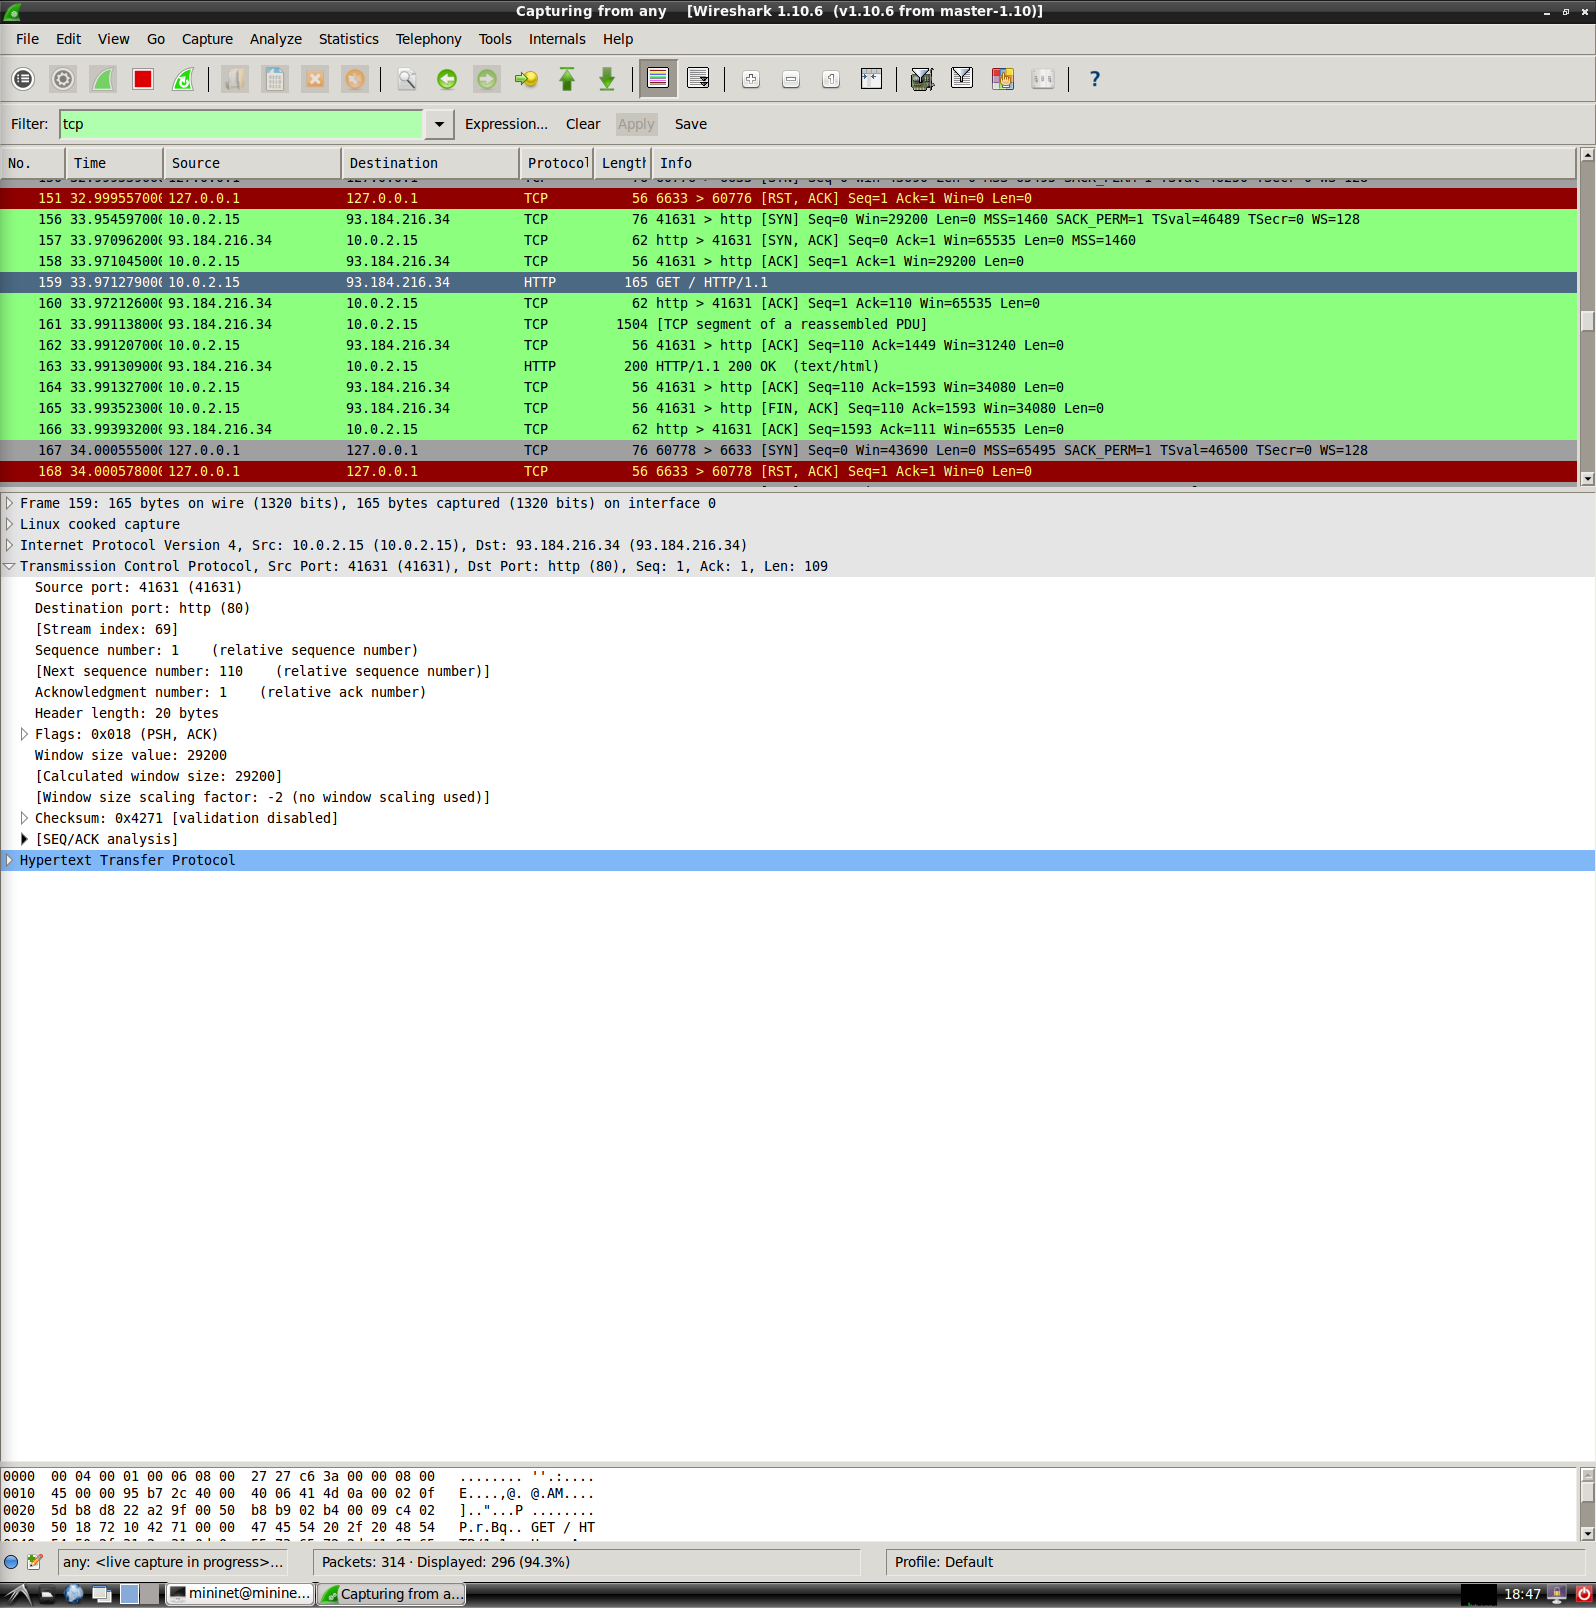 Capturing from any [Wireshark 1.10.6 (v1.10.6 from master-1.10)]
File Edit View Go Capture Analyze Statistics Telephony Tools Internals Help
Filter: tcp Expression... Clear Apply Save
No. Time Source Destination Protocol Length Info
151 32.999557000 127.0.0.1 127.0.0.1 TCP 56 6633 > 60776 [RST, ACK] Seq=1 Ack=1 Win=0 Len=0
156 33.954597000 10.0.2.15 93.184.216.34 TCP 76 41631 > http [SYN] Seq=0 Win=29200 Len=0 MSS=1460 SACK_PERM=1 TSval=46489 TSecr=0 WS=128
157 33.970962000 93.184.216.34 10.0.2.15 TCP 62 http > 41631 [SYN, ACK] Seq=0 Ack=1 Win=65535 Len=0 MSS=1460
158 33.971045000 10.0.2.15 93.184.216.34 TCP 56 41631 > http [ACK] Seq=1 Ack=1 Win=29200 Len=0
159 33.971279000 10.0.2.15 93.184.216.34 HTTP 165 GET / HTTP/1.1
160 33.972126000 93.184.216.34 10.0.2.15 TCP 62 http > 41631 [ACK] Seq=1 Ack=110 Win=65535 Len=0
161 33.991138000 93.184.216.34 10.0.2.15 TCP 1504 [TCP segment of a reassembled PDU]
162 33.991207000 10.0.2.15 93.184.216.34 TCP 56 41631 > http [ACK] Seq=110 Ack=1449 Win=31240 Len=0
163 33.991309000 93.184.216.34 10.0.2.15 HTTP 200 HTTP/1.1 200 OK (text/html)
164 33.991327000 10.0.2.15 93.184.216.34 TCP 56 41631 > http [ACK] Seq=110 Ack=1593 Win=34080 Len=0
165 33.993523000 10.0.2.15 93.184.216.34 TCP 56 41631 > http [FIN, ACK] Seq=110 Ack=1593 Win=34080 Len=0
166 33.993932000 93.184.216.34 10.0.2.15 TCP 62 http > 41631 [ACK] Seq=1593 Ack=111 Win=65535 Len=0
167 34.000555000 127.0.0.1 127.0.0.1 TCP 76 60778 > 6633 [SYN] Seq=0 Win=43690 Len=0 MSS=65495 SACK_PERM=1 TSval=46500 TSecr=0 WS=128
168 34.000578000 127.0.0.1 127.0.0.1 TCP 56 6633 > 60778 [RST, ACK] Seq=1 Ack=1 Win=0 Len=0
Frame 159: 165 bytes on wire (1320 bits), 165 bytes captured (1320 bits) on interface 0
Linux cooked capture
Internet Protocol Version 4, Src: 10.0.2.15 (10.0.2.15), Dst: 93.184.216.34 (93.184.216.34)
Transmission Control Protocol, Src Port: 41631 (41631), Dst Port: http (80), Seq: 1, Ack: 1, Len: 109
Source port: 41631 (41631)
Destination port: http (80)
[Stream index: 69]
Sequence number: 1 (relative sequence number)
[Next sequence number: 110 (relative sequence number)]
Acknowledgment number: 1 (relative ack number)
Header length: 20 bytes
Flags: 0x018 (PSH, ACK)
Window size value: 29200
[Calculated window size: 29200]
[Window size scaling factor: -2 (no window scaling used)]
Checksum: 0x4271 [validation disabled]
[SEQ/ACK analysis]
Hypertext Transfer Protocol
0000 00 04 00 01 00 06 08 00 27 27 c6 3a 00 00 08 00 ........ ''.:....
0010 45 00 00 95 b7 2c 40 00 40 06 41 4d 0a 00 02 0f E....,@. @.AM....
0020 5d b8 d8 22 a2 9f 00 50 b8 b9 02 b4 00 09 c4 02 ].."...P ........
0030 50 18 72 10 42 71 00 00 47 45 54 20 2f 20 48 54 P.r.Bq.. GET / HT
any: <live capture in progress>... Packets: 314 · Displayed: 296 (94.3%) Profile: Default
mininet@minine... Capturing from a... 18:47